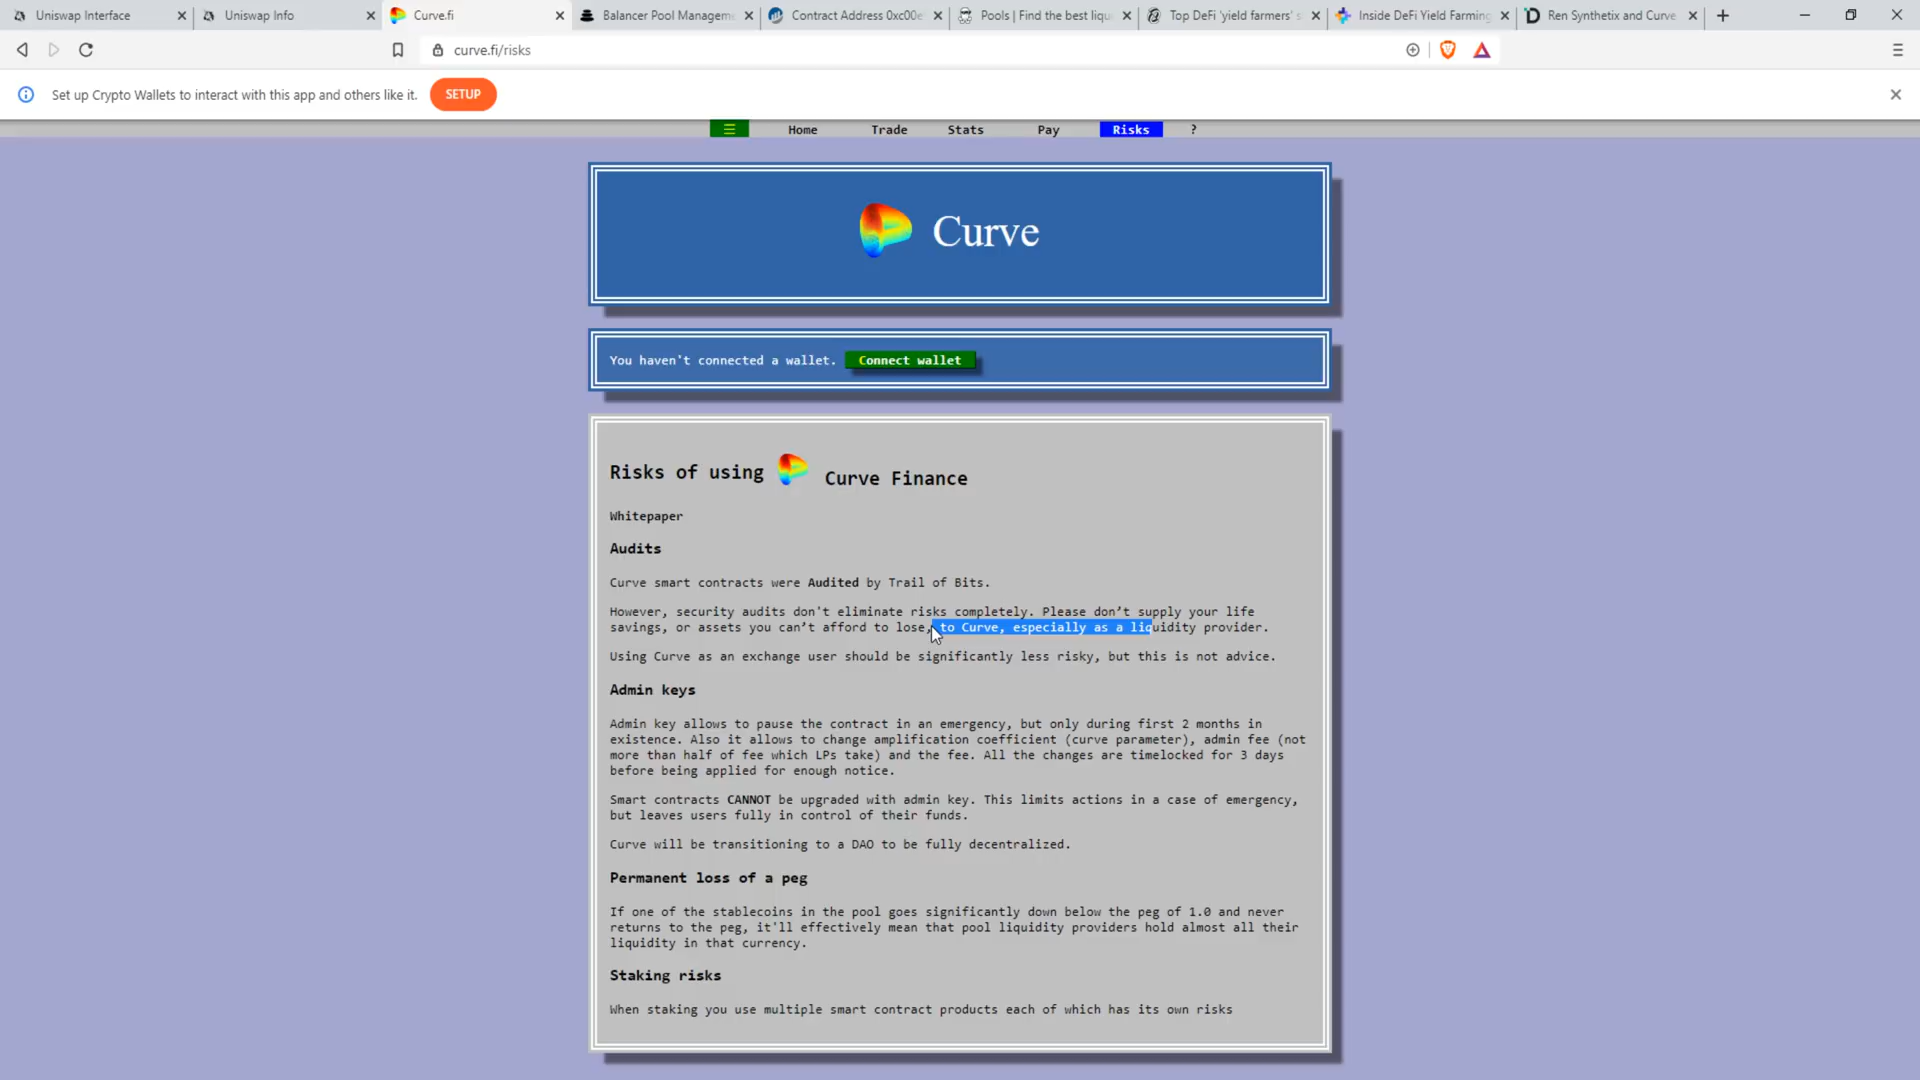 Uniswap Interface
Uniswap Info
Curve.fi
Balancer Pool Managem
Contract Address 0xc00e
Pools | Find the best liqu
Top DeFi 'yield farmers' s
Inside DeFi Yield Farming
Ren Synthetix and Curve
curve.fi/risks
Set up Crypto Wallets to interact with this app and others like it.
SETUP
Home
Trade
Stats
Pay
Risks
?
Curve
You haven't connected a wallet.
Connect wallet
Risks of using Curve Finance
Whitepaper
Audits
Curve smart contracts were Audited by Trail of Bits.
However, security audits don't eliminate risks completely. Please don’t supply your life
savings, or assets you can’t afford to lose, to Curve, especially as a liquidity provider.
Using Curve as an exchange user should be significantly less risky, but this is not advice.
Admin keys
Admin key allows to pause the contract in an emergency, but only during first 2 months in
existence. Also it allows to change amplification coefficient (curve parameter), admin fee (not
more than half of fee which LPs take) and the fee. All the changes are timelocked for 3 days
before being applied for enough notice.
Smart contracts CANNOT be upgraded with admin key. This limits actions in a case of emergency,
but leaves users fully in control of their funds.
Curve will be transitioning to a DAO to be fully decentralized.
Permanent loss of a peg
If one of the stablecoins in the pool goes significantly down below the peg of 1.0 and never
returns to the peg, it'll effectively mean that pool liquidity providers hold almost all their
liquidity in that currency.
Staking risks
When staking you use multiple smart contract products each of which has its own risks